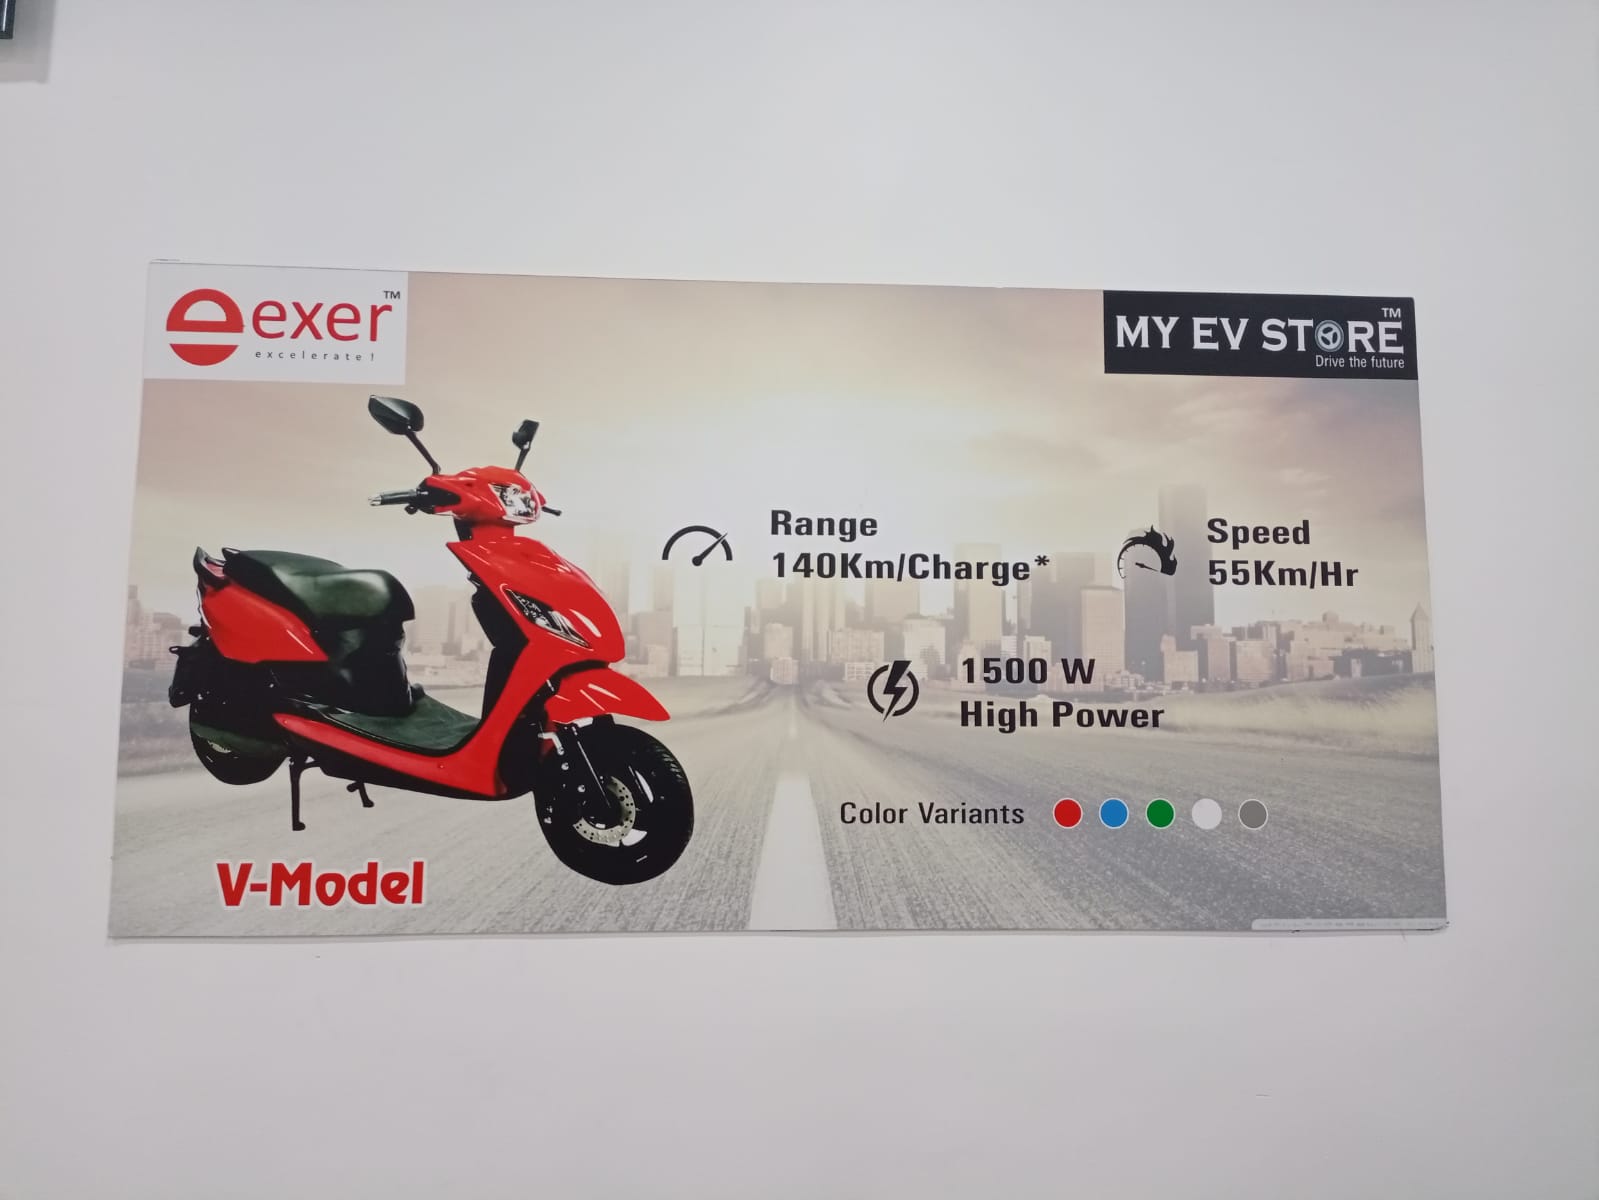 exer™
excelerate!
MY EV STORE™
Drive the future
Range
140Km/Charge*
Speed
55Km/Hr
1500 W
High Power
Color Variants
V-Model